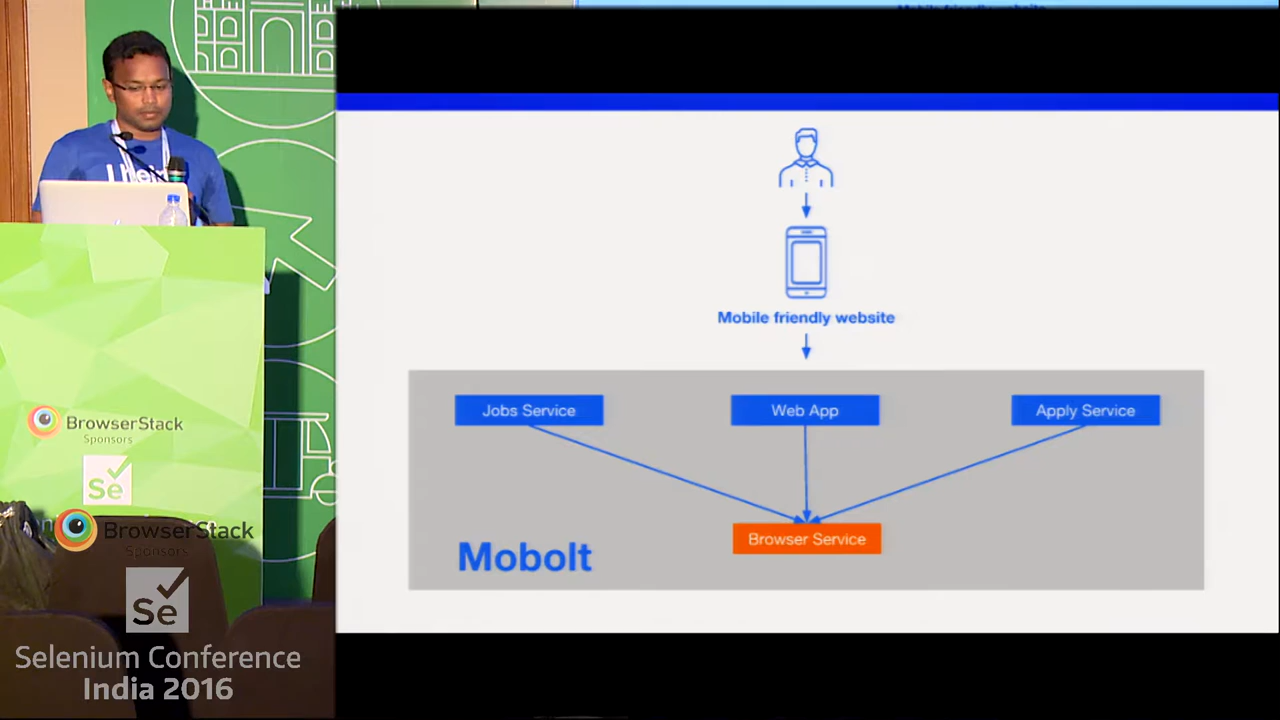 Mobile friendly website
Jobs Service
Web App
Apply Service
Browser Service
Mobolt
BrowserStack
Sponsors
Se
BrowserStack
Sponsors
Se
Selenium Conference
India 2016